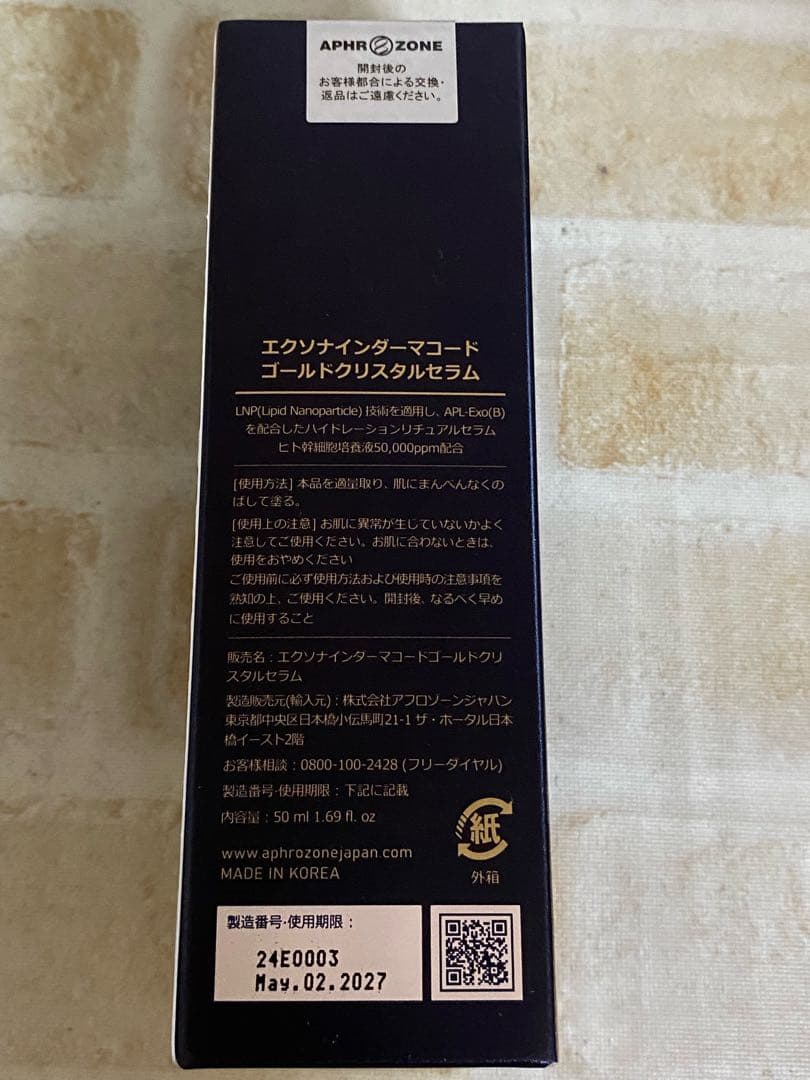 APHROZONE
開封後の
お客様都合による交換・
返品はご遠慮ください。
エクソナインダーマコード
ゴールドクリスタルセラム
LNP(Lipid Nanoparticle) 技術を適用し、APL-Exo(B)
を配合したハイドレーションリチュアルセラム
ヒト幹細胞培養液50,000ppm配合
[使用方法] 本品を適量取り、肌にまんべんなくの
ばして塗る。
[使用上の注意] お肌に異常が生じていないかよく
注意してご使用ください。お肌に合わないときは、
使用をおやめください
ご使用前に必ず使用方法および使用時の注意事項を
熟知の上、ご使用ください。開封後、なるべく早め
に使用すること
販売名：エクソナインダーマコードゴールドクリ
スタルセラム
製造販売元(輸入元)：株式会社アフロゾーンジャパン
東京都中央区日本橋小伝馬町21-1 ザ・ホータル日本
橋イースト2階
お客様相談：0800-100-2428 (フリーダイヤル)
製造番号·使用期限：下記に記載
内容量：50 ml 1.69 fl. oz
www.aphrozonejapan.com
MADE IN KOREA
紙
外箱
製造番号·使用期限：
24E0003
May.02.2027